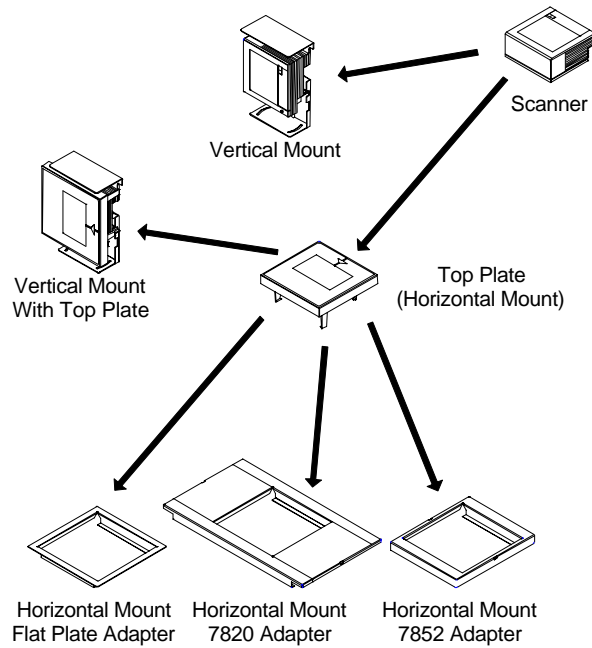 Scanner
Vertical Mount
Vertical Mount
With Top Plate
Top Plate
(Horizontal Mount)
Horizontal Mount
Flat Plate Adapter
Horizontal Mount
7820 Adapter
Horizontal Mount
7852 Adapter